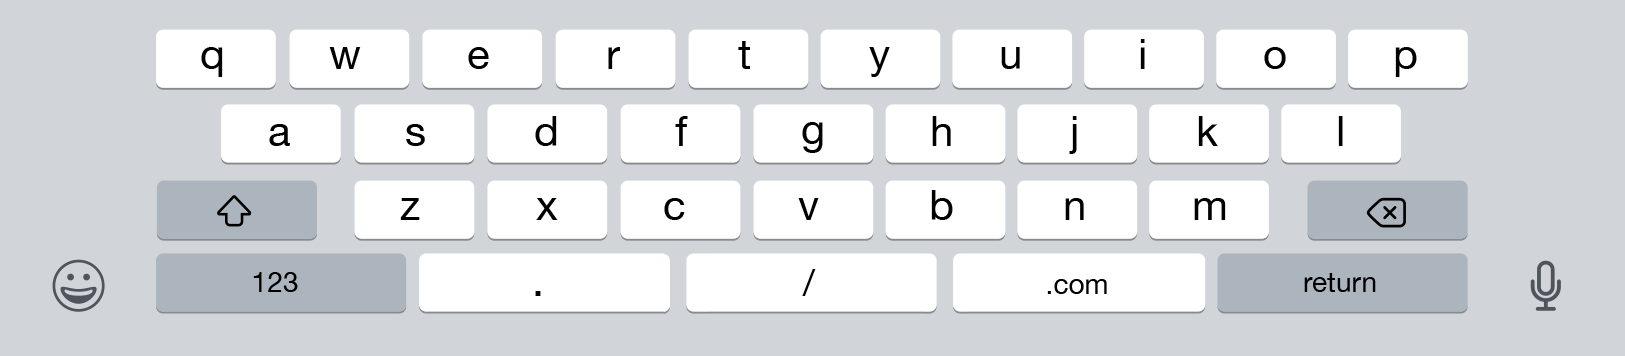 q w e r t y u i o p
a s d f g h j k l
z x c v b n m
123 . / .com return